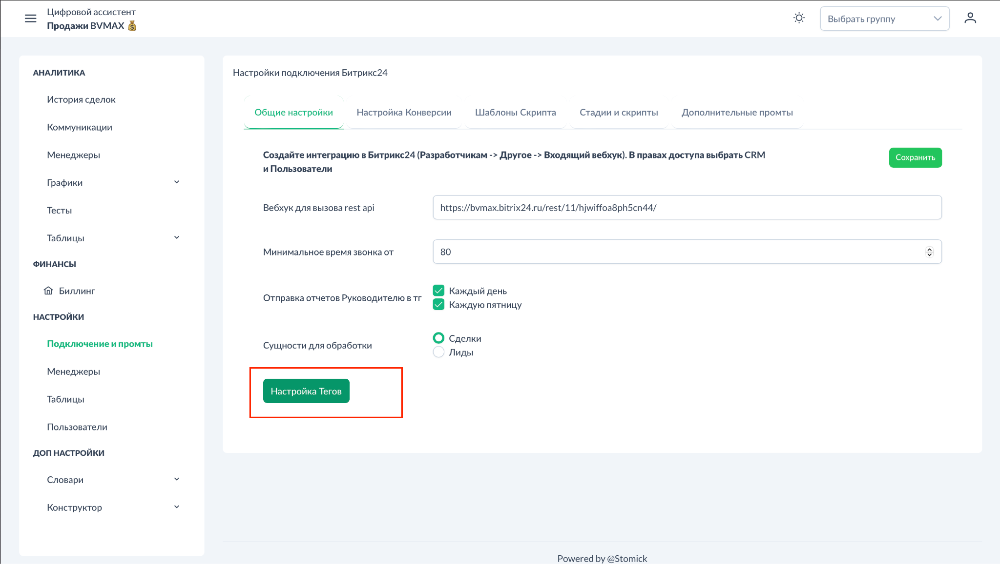 Цифровой ассистент
Продажи BVMAX 💰
Выбрать группу
АНАЛИТИКА
История сделок
Коммуникации
Менеджеры
Графики
Тесты
Таблицы
ФИНАНСЫ
Биллинг
НАСТРОЙКИ
Подключение и промты
Менеджеры
Таблицы
Пользователи
ДОП НАСТРОЙКИ
Словари
Конструктор
Настройки подключения Битрикс24
Общие настройки
Настройка Конверсии
Шаблоны Скрипта
Стадии и скрипты
Дополнительные промты
Создайте интеграцию в Битрикс24 (Разработчикам -> Другое -> Входящий вебхук). В правах доступа выбрать CRM
и Пользователи
Сохранить
Вебхук для вызова rest api
https://bvmax.bitrix24.ru/rest/11/hjwiffoa8ph5cn44/
Минимальное время звонка от
80
Отправка отчетов Руководителю в тг
Каждый день
Каждую пятницу
Сущности для обработки
Сделки
Лиды
Настройка Тегов
Powered by @Stomick